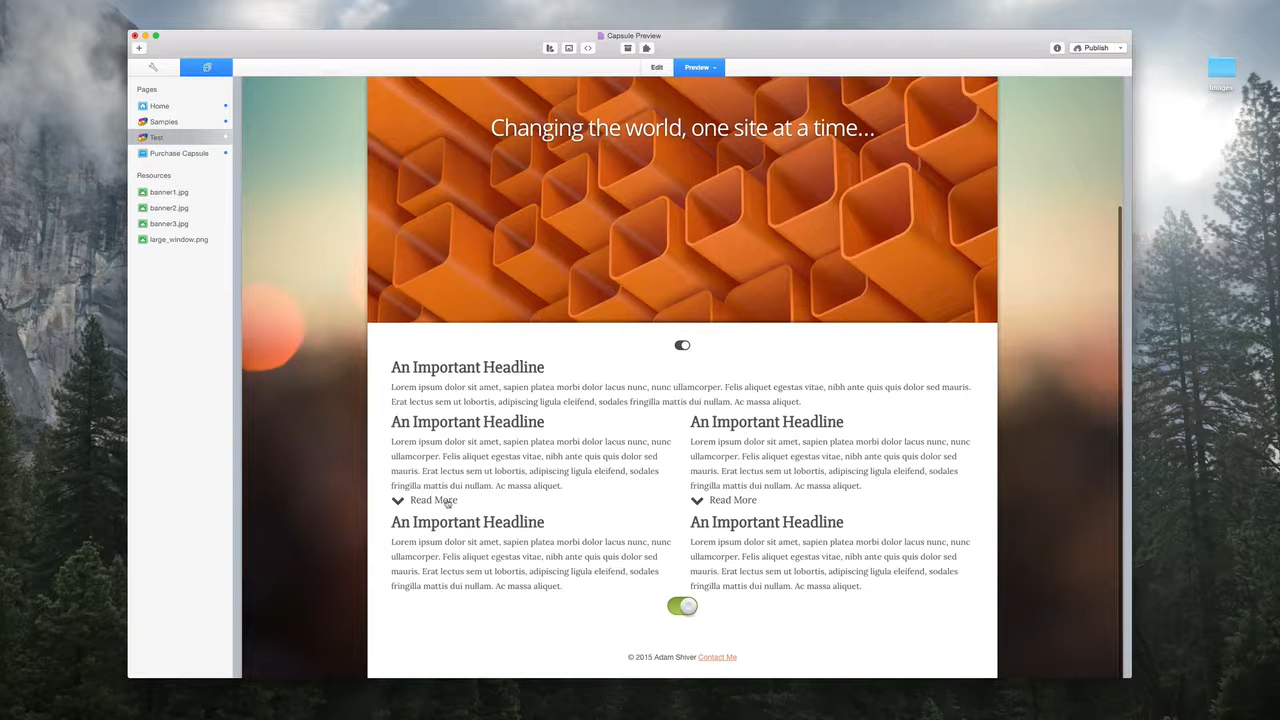 Capsule Preview
Publish
Edit
Preview
Images
Pages
Home
Samples
Test
Purchase Capsule
Resources
banner1.jpg
banner2.jpg
banner3.jpg
large_window.png
Changing the world, one site at a time...
An Important Headline
Lorem ipsum dolor sit amet, sapien platea morbi dolor lacus nunc, nunc ullamcorper. Felis aliquet egestas vitae, nibh ante quis quis dolor sed mauris.
Erat lectus sem ut lobortis, adipiscing ligula eleifend, sodales fringilla mattis dui nullam. Ac massa aliquet.
An Important Headline
Lorem ipsum dolor sit amet, sapien platea morbi dolor lacus nunc, nunc
ullamcorper. Felis aliquet egestas vitae, nibh ante quis quis dolor sed
mauris. Erat lectus sem ut lobortis, adipiscing ligula eleifend, sodales
fringilla mattis dui nullam. Ac massa aliquet.
Read More
An Important Headline
Lorem ipsum dolor sit amet, sapien platea morbi dolor lacus nunc, nunc
ullamcorper. Felis aliquet egestas vitae, nibh ante quis quis dolor sed
mauris. Erat lectus sem ut lobortis, adipiscing ligula eleifend, sodales
fringilla mattis dui nullam. Ac massa aliquet.
An Important Headline
Lorem ipsum dolor sit amet, sapien platea morbi dolor lacus nunc, nunc
ullamcorper. Felis aliquet egestas vitae, nibh ante quis quis dolor sed
mauris. Erat lectus sem ut lobortis, adipiscing ligula eleifend, sodales
fringilla mattis dui nullam. Ac massa aliquet.
Read More
An Important Headline
Lorem ipsum dolor sit amet, sapien platea morbi dolor lacus nunc, nunc
ullamcorper. Felis aliquet egestas vitae, nibh ante quis quis dolor sed
mauris. Erat lectus sem ut lobortis, adipiscing ligula eleifend, sodales
fringilla mattis dui nullam. Ac massa aliquet.
© 2015 Adam Shiver Contact Me